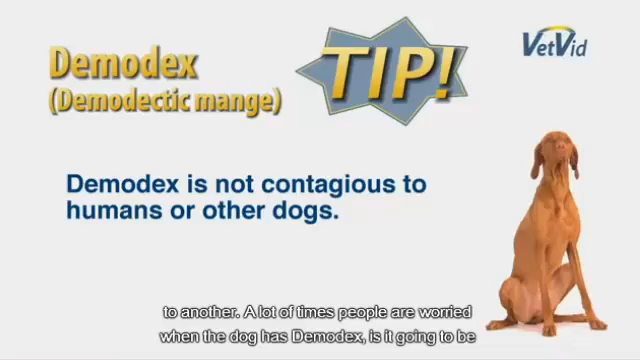 Demodex
(Demodectic mange)
TIP!
VetVid
Demodex is not contagious to
humans or other dogs.
to another. A lot of times people are worried
when the dog has Demodex, is it going to be